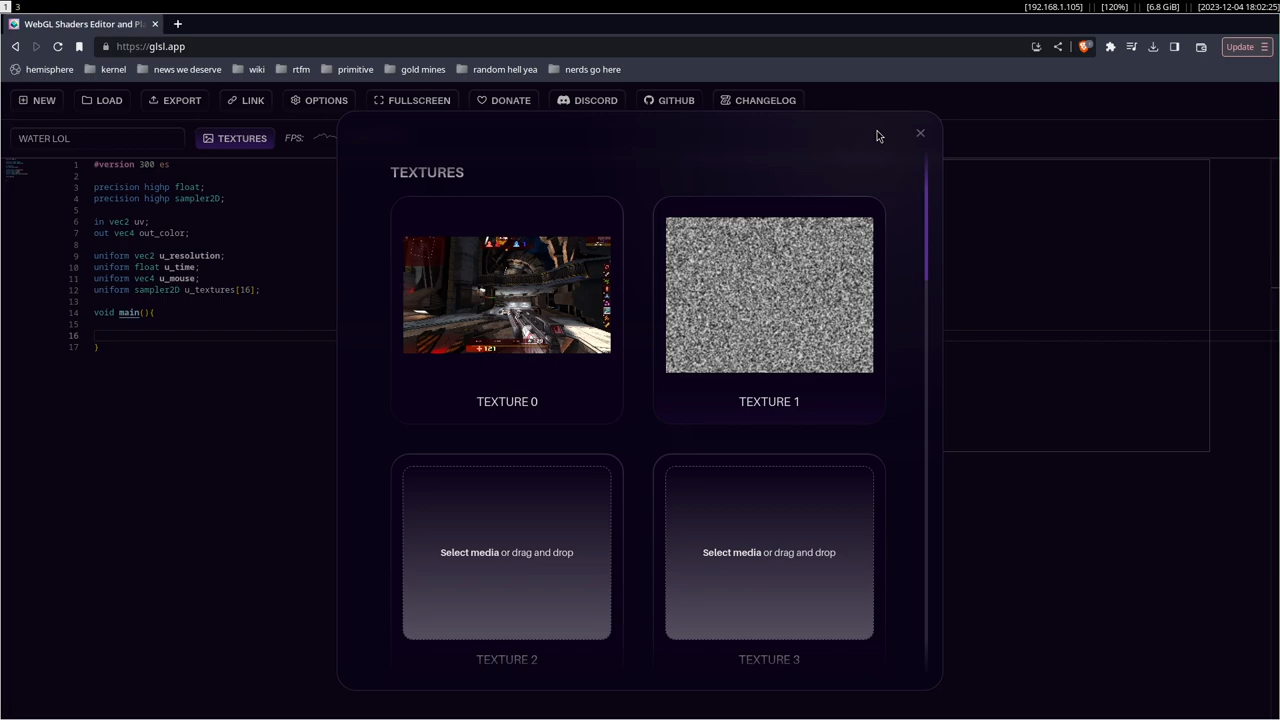 1 3 [192.168.1.105] || [120%] || [6.8 GiB] || [2023-12-04 18:02:25]
WebGL Shaders Editor and Pla
https://glsl.app
Update
hemisphere kernel news we deserve wiki rtfm primitive gold mines random hell yea nerds go here
NEW LOAD EXPORT LINK OPTIONS FULLSCREEN DONATE DISCORD GITHUB CHANGELOG
WATER LOL TEXTURES FPS:
1 #version 300 es
2
3 precision highp float;
4 precision highp sampler2D;
5
6 in vec2 uv;
7 out vec4 out_color;
8
9 uniform vec2 u_resolution;
10 uniform float u_time;
11 uniform vec4 u_mouse;
12 uniform sampler2D u_textures[16];
13
14 void main(){
15
16
17 }
TEXTURES
+121
TEXTURE 0
TEXTURE 1
Select media or drag and drop
Select media or drag and drop
TEXTURE 2
TEXTURE 3